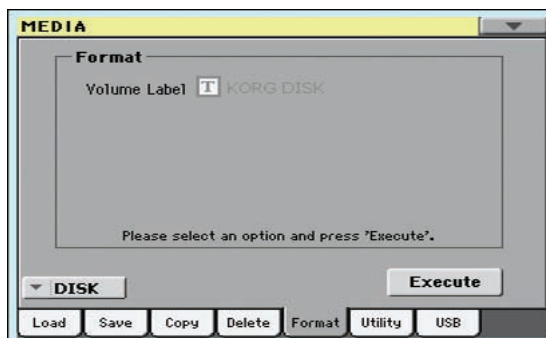 MEDIA
Format
Volume Label T KORG DISK
Please select an option and press 'Execute'.
DISK Execute
Load Save Copy Delete Format Utility USB